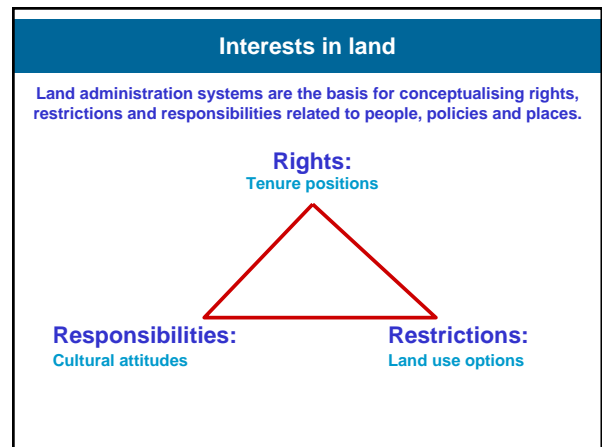 Interests in land
Land administration systems are the basis for conceptualising rights,
restrictions and responsibilities related to people, policies and places.
Rights:
Tenure positions
Responsibilities:
Cultural attitudes
Restrictions:
Land use options